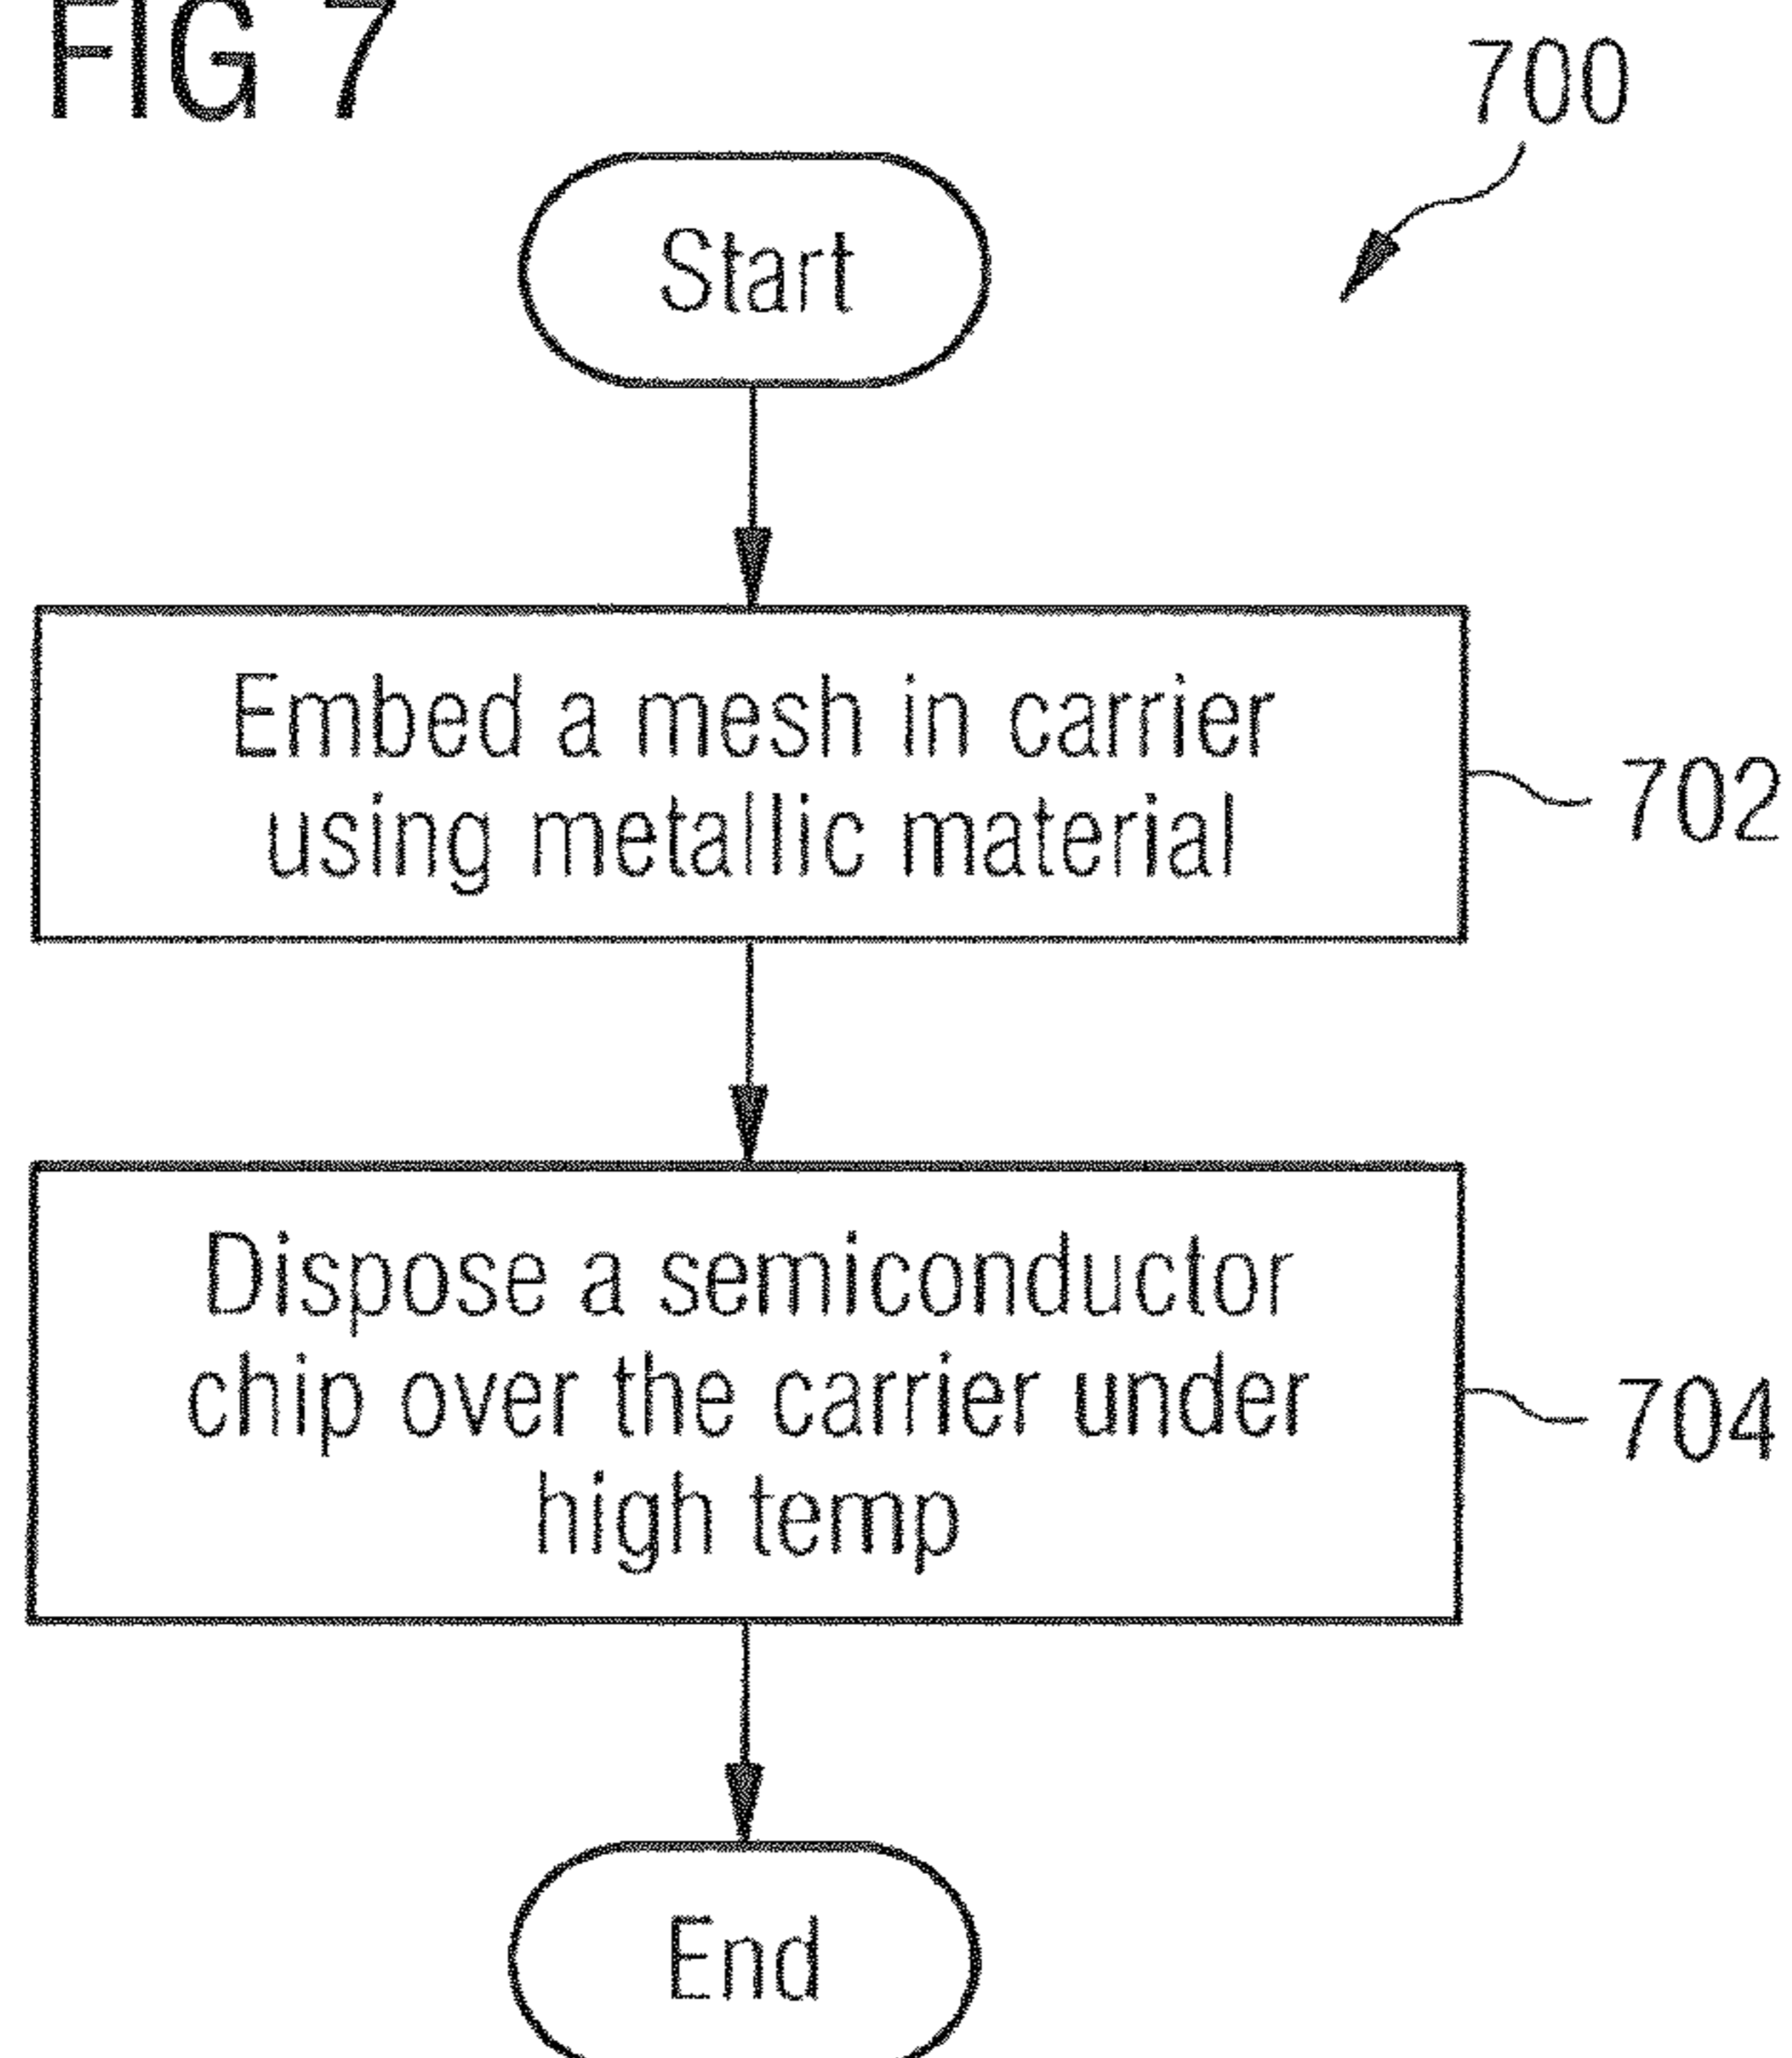 FIG 7
700
Start
Embed a mesh in carrier
using metallic material
702
Dispose a semiconductor
chip over the carrier under
high temp
704
End